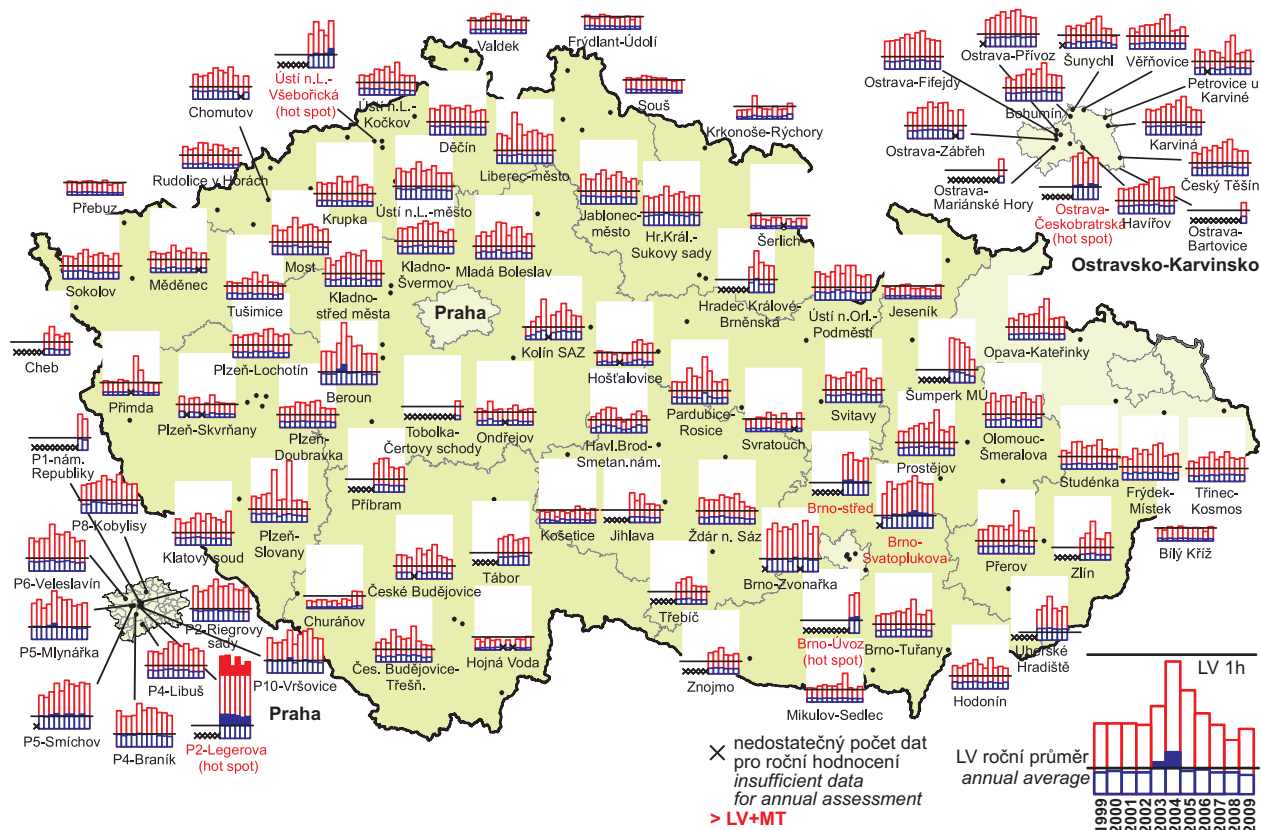 Valdek
Frýdlant-Údolí
Ústí n.L.-
Všebořická
(hot spot)
Chomutov
Ústí n.L.-
Kočkov
Děčín
Liberec-město
Souš
Krkonoše-Rýchory
Rudolice v Horách
Přebuz
Krupka
Ústí n.L.-město
Jablonec-
město
Hr.Král.-
Sukovy sady
Šerlich
Sokolov
Měděnec
Tušimice
Most
Kladno-
střed města
Kladno-
Švermov
Mladá Boleslav
Praha
Hradec Králové-
Brněnská
Ústí n.Orl.-
Podměstí
Jeseník
Cheb
Přimda
Plzeň-Lochotín
Plzeň-Skvrňany
Beroun
Kolín SAZ
Hošťalovice
Opava-Kateřinky
Šumperk MÚ
P1-nám.
Republiky
Plzeň-
Doubravka
Tobolka-
Čertovy schody
Ondřejov
Havl.Brod-
Smetan.nám.
Pardubice-
Rosice
Svratouch
Svitavy
Prostějov
Olomouc-
Šmeralova
Studénka
Frýdek-
Místek
Třinec-
Kosmos
Bílý Kříž
P8-Kobylisy
Klatovy soud
Plzeň-
Slovany
Příbram
Košetice
Jihlava
Ždár n. Sáz
Brno-střed
Brno-
Svatoplukova
Přerov
Zlín
P6-Veleslavín
P5-Mlynářka
P2-Riegrovy
sady
Churáňov
České Budějovice
Tábor
Třebíč
Brno-Zvonařka
Brno-Úvoz
(hot spot)
Brno-Tuřany
Uherské
Hradiště
P5-Smíchov
P4-Libuš
P4-Braník
P2-Legerova
(hot spot)
P10-Vršovice
Praha
Čes. Budějovice-
Třešň.
Hojná Voda
Znojmo
Mikulov-Sedlec
Hodonín
Ostrava-Fifejdy
Ostrava-Přívoz
Šunychl
Věřňovice
Petrovice u
Karviné
Bohumín
Ostrava-Zábřeh
Karviná
Český Těšín
Ostrava-
Mariánské Hory
Ostrava-
Českobratrská
(hot spot)
Havířov
Ostrava-
Bartovice
Ostravsko-Karvinsko
× nedostatečný počet dat
pro roční hodnocení
insufficient data
for annual assessment
> LV+MT
LV 1h
LV roční průměr
annual average
1999
2000
2001
2002
2003
2004
2005
2006
2007
2008
2009